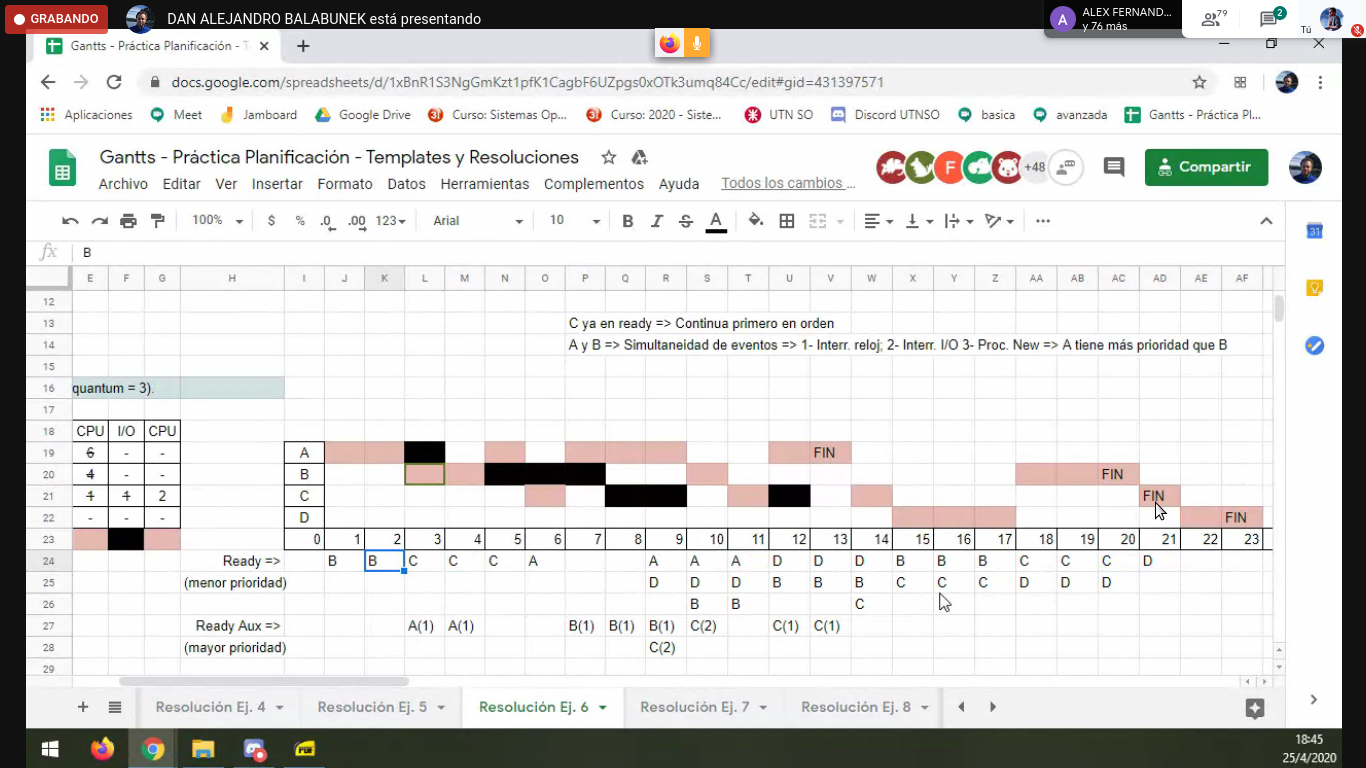 GRABANDO
DAN ALEJANDRO BALABUNEK está presentando
A ALEX FERNAND...
y 76 más
79
2
Tú
Gantts - Práctica Planificación - T
docs.google.com/spreadsheets/d/1xBnR1S3NgGmKzt1pfK1CagbF6UZpgs0xOTk3umq84Cc/edit#gid=431397571
Aplicaciones Meet Jamboard Google Drive Curso: Sistemas Op... Curso: 2020 - Siste... UTN SO Discord UTNSO basica avanzada Gantts - Práctica Pl...
Gantts - Práctica Planificación - Templates y Resoluciones
F +48 Compartir
Archivo Editar Ver Insertar Formato Datos Herramientas Complementos Ayuda Todos los cambios ...
100% $ % .0 .00 123 Arial 10 B I S A
fx B
31
E F G H I J K L M N O P Q R S T U V W X Y Z AA AB AC AD AE AF
12
13 C ya en ready => Continua primero en orden
14 A y B => Simultaneidad de eventos => 1- Interr. reloj; 2- Interr. I/O 3- Proc. New => A tiene más prioridad que B
15
16 quantum = 3).
17
18 CPU I/O CPU
19 6 - - A FIN
20 4 - - B FIN
21 1 1 2 C FIN
22 - - - D FIN
23 0 1 2 3 4 5 6 7 8 9 10 11 12 13 14 15 16 17 18 19 20 21 22 23
24 Ready => B B C C C A A A A D D D B B B C C C D
25 (menor prioridad) D D D B B B C C C D D D
26 B B C
27 Ready Aux => A(1) A(1) B(1) B(1) B(1) C(2) C(1) C(1)
28 (mayor prioridad) C(2)
29
Resolución Ej. 4 Resolución Ej. 5 Resolución Ej. 6 Resolución Ej. 7 Resolución Ej. 8
PDF
18:45
25/4/2020